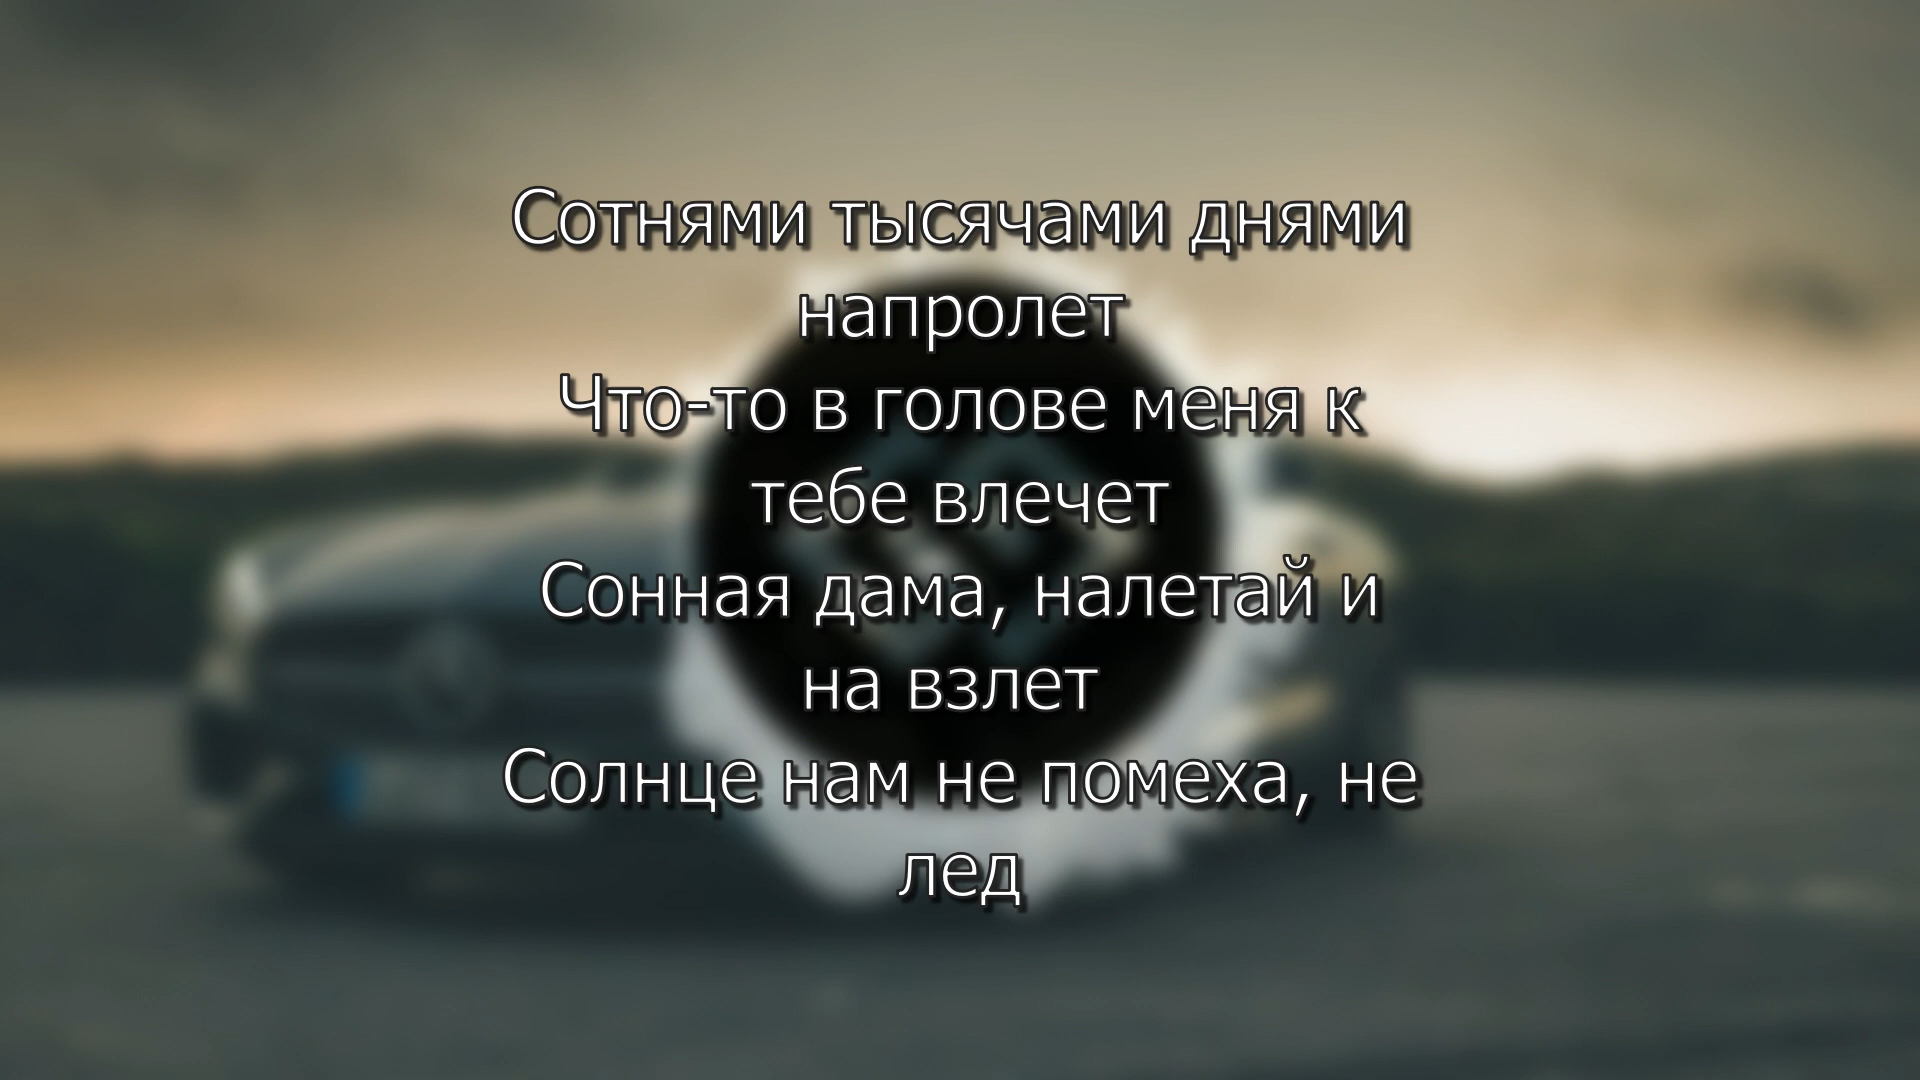 Сотнями тысячами днями
напролет
Что-то в голове меня к
тебе влечет
Сонная дама, налетай и
на взлет
Солнце нам не помеха, не
лед